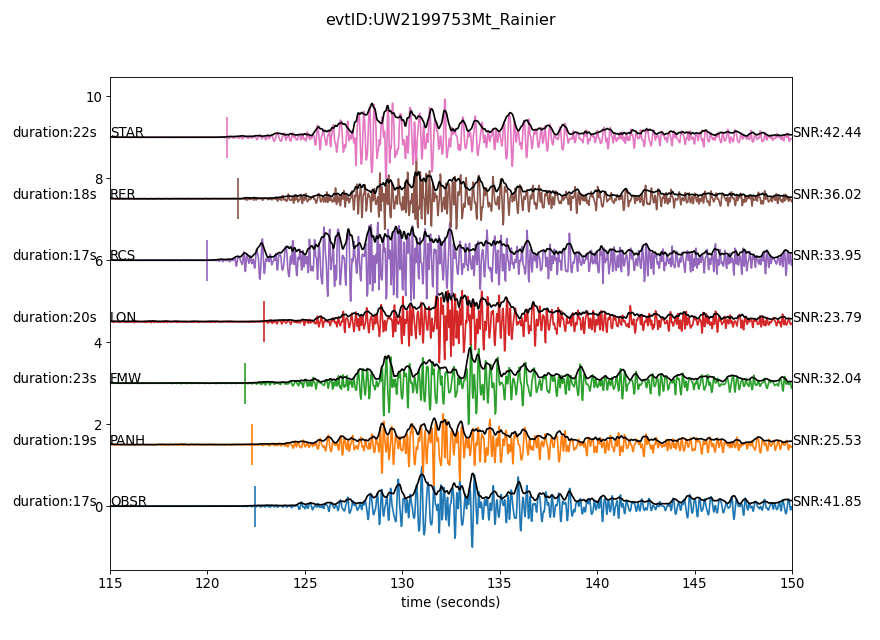 evtID:UW2199753Mt_Rainier
10
duration:22s STAR SNR:42.44
8
duration:18s RER SNR:36.02
duration:17s RCS SNR:33.95
6
duration:20s LON SNR:23.79
4
duration:23s FMW SNR:32.04
2
duration:19s PANH SNR:25.53
duration:17s OBSR SNR:41.85
0
115 120 125 130 135 140 145 150
time (seconds)